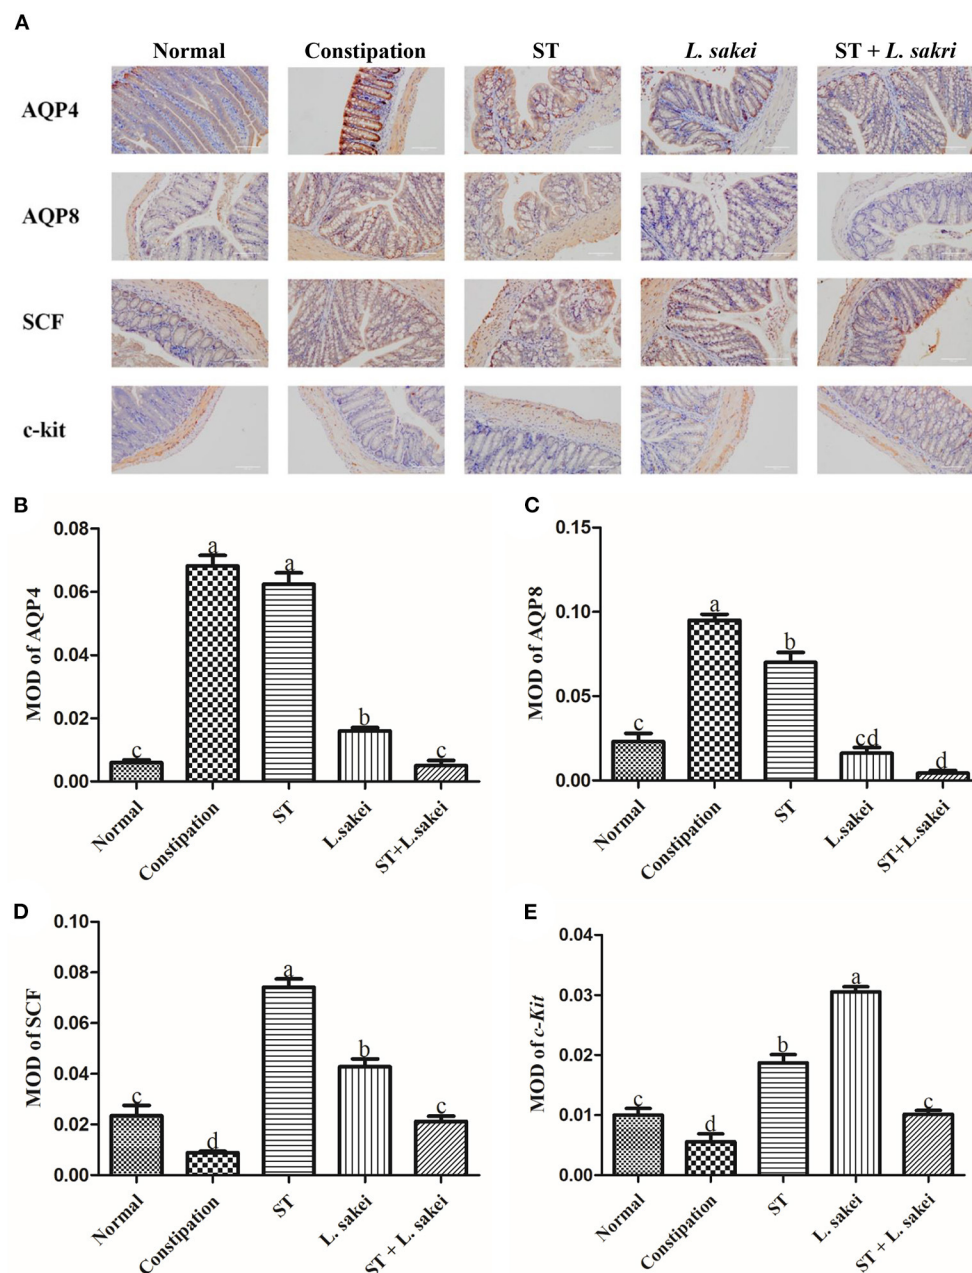 A
Normal Constipation ST L. sakei ST + L. sakri
AQP4
AQP8
SCF
c-kit
B
MOD of AQP4
0.08
0.06
0.04
0.02
0.00
a
a
b
c
c
Normal
Constipation
ST
L.sakei
ST+L.sakei
C
MOD of AQP8
0.15
0.10
0.05
0.00
c
a
b
cd
d
Normal
Constipation
ST
L.sakei
ST+L.sakei
D
MOD of SCF
0.10
0.08
0.06
0.04
0.02
0.00
c
d
a
b
c
Normal
Constipation
ST
L. sakei
ST + L. sakei
E
MOD of c-Kit
0.04
0.03
0.02
0.01
0.00
c
d
b
a
c
Normal
Constipation
ST
L. sakei
ST + L. sakei